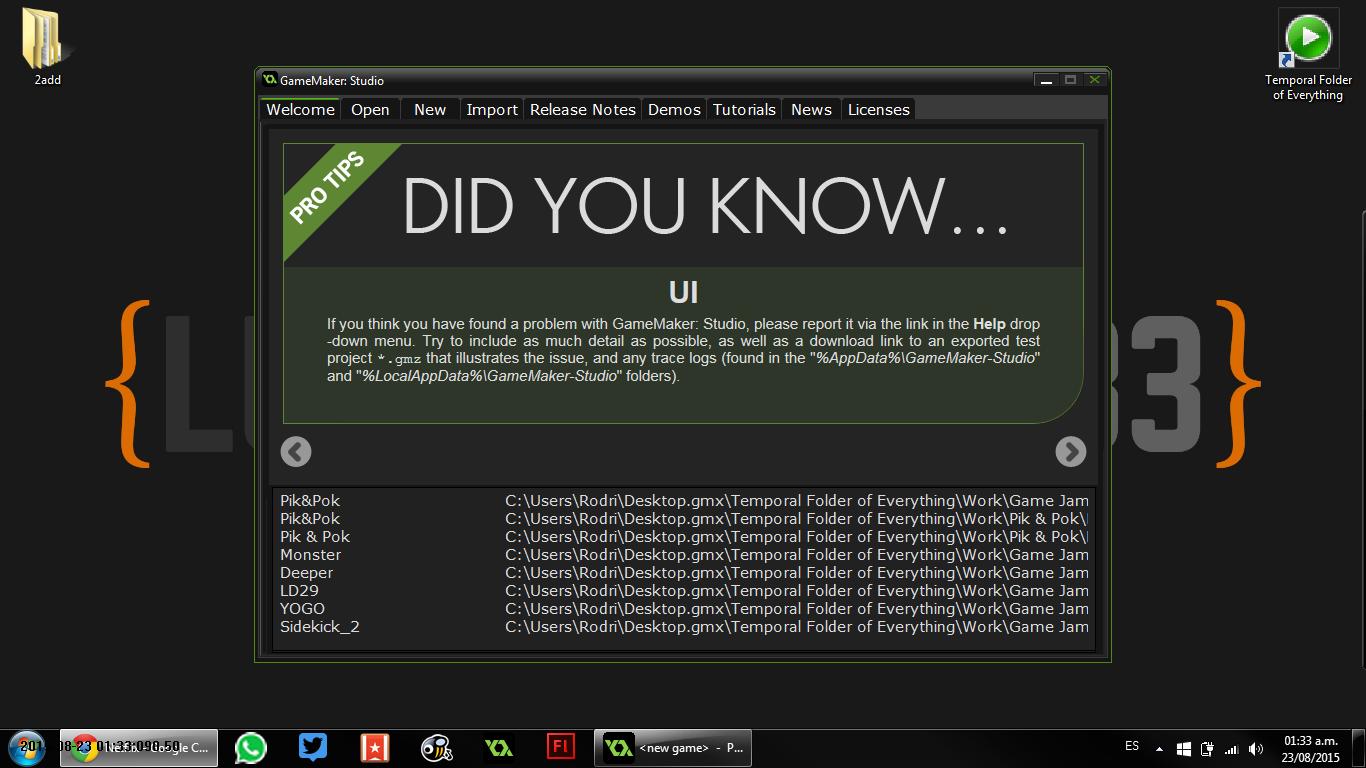 2add
Temporal Folder
of Everything
GameMaker: Studio
Welcome Open New Import Release Notes Demos Tutorials News Licenses
PRO TIPS
DID YOU KNOW...
UI
If you think you have found a problem with GameMaker: Studio, please report it via the link in the Help drop
-down menu. Try to include as much detail as possible, as well as a download link to an exported test
project *.gmz that illustrates the issue, and any trace logs (found in the "%AppData%\GameMaker-Studio"
and "%LocalAppData%\GameMaker-Studio" folders).
{L 33}
Pik&Pok C:\Users\Rodri\Desktop.gmx\Temporal Folder of Everything\Work\Game Jam
Pik&Pok C:\Users\Rodri\Desktop.gmx\Temporal Folder of Everything\Work\Pik & Pok\
Pik & Pok C:\Users\Rodri\Desktop.gmx\Temporal Folder of Everything\Work\Pik & Pok\
Monster C:\Users\Rodri\Desktop.gmx\Temporal Folder of Everything\Work\Game Jam
Deeper C:\Users\Rodri\Desktop.gmx\Temporal Folder of Everything\Work\Game Jam
LD29 C:\Users\Rodri\Desktop.gmx\Temporal Folder of Everything\Work\Game Jam
YOGO C:\Users\Rodri\Desktop.gmx\Temporal Folder of Everything\Work\Game Jam
Sidekick_2 C:\Users\Rodri\Desktop.gmx\Temporal Folder of Everything\Work\Game Jam
Google C... Fl <new game> - P... ES 01:33 a.m.
23/08/2015